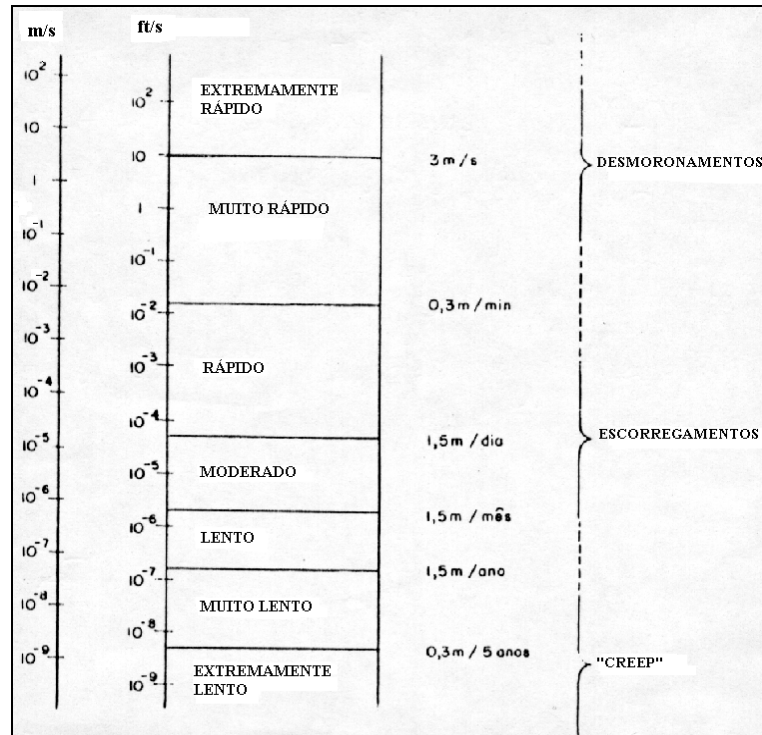 m/s
ft/s
10²
10
1
10⁻¹
10⁻²
10⁻³
10⁻⁴
10⁻⁵
10⁻⁶
10⁻⁷
10⁻⁸
10⁻⁹
10²
10
1
10⁻¹
10⁻²
10⁻³
10⁻⁴
10⁻⁵
10⁻⁶
10⁻⁷
10⁻⁸
10⁻⁹
EXTREMAMENTE
RÁPIDO
MUITO RÁPIDO
RÁPIDO
MODERADO
LENTO
MUITO LENTO
EXTREMAMENTE
LENTO
3 m/s
0,3 m/min
1,5 m/dia
1,5 m/mês
1,5 m/ano
0,3 m/5 anos
DESMORONAMENTOS
ESCORREGAMENTOS
"CREEP"